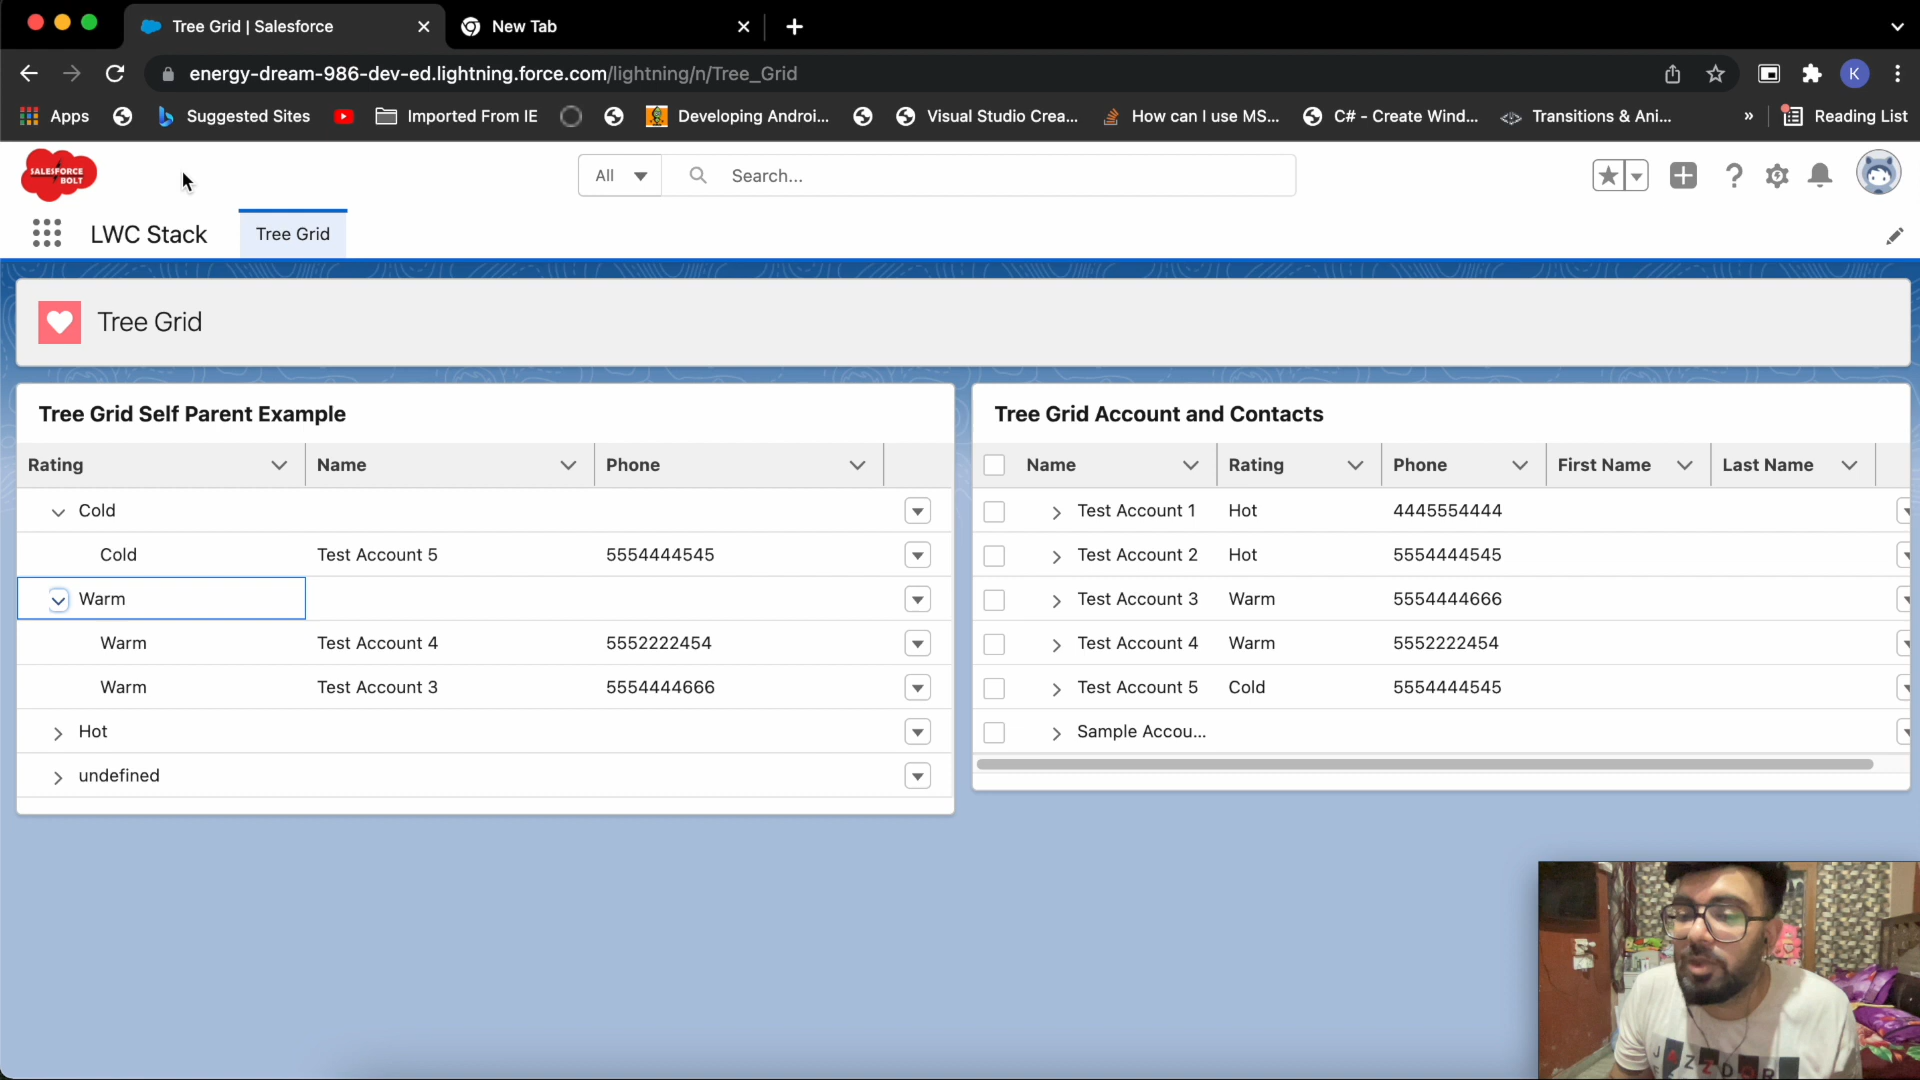 Tree Grid | Salesforce
New Tab
energy-dream-986-dev-ed.lightning.force.com/lightning/n/Tree_Grid
K
Apps Suggested Sites Imported From IE Developing Androi... Visual Studio Crea... How can I use MS... C# - Create Wind... Transitions & Ani... » Reading List
SALESFORCE
BOLT
All Search...
LWC Stack Tree Grid
Tree Grid
Tree Grid Self Parent Example
Rating Name Phone
Cold
Cold Test Account 5 5554444545
Warm
Warm Test Account 4 5552222454
Warm Test Account 3 5554444666
Hot
undefined
Tree Grid Account and Contacts
Name Rating Phone First Name Last Name
Test Account 1 Hot 4445554444
Test Account 2 Hot 5554444545
Test Account 3 Warm 5554444666
Test Account 4 Warm 5552222454
Test Account 5 Cold 5554444545
Sample Accou...